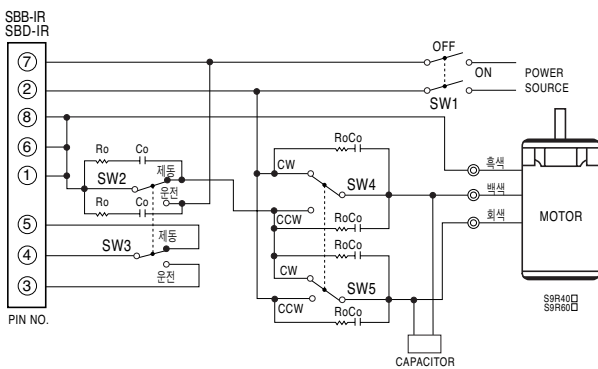 SBB-IR
SBD-IR
7
2
8
6
1
5
4
3
PIN NO.
OFF
ON
POWER
SOURCE
SW1
Ro Co
제동
SW2
운전
Ro Co
제동
SW3
운전
RoCo
CW
SW4
CCW
RoCo
RoCo
CW
SW5
CCW
RoCo
CAPACITOR
흑색
백색
회색
MOTOR
S9R40□
S9R60□